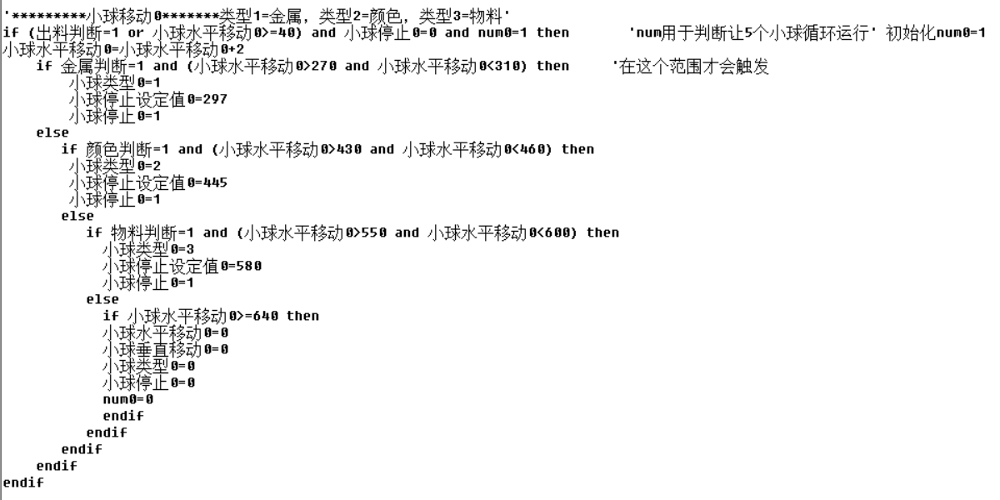 '*********小球移动0*******类型1=金属，类型2=颜色，类型3=物料'
if (出料判断=1 or 小球水平移动0>=40) and 小球停止0=0 and num0=1 then 'num用于判断让5个小球循环运行' 初始化num0=1
小球水平移动0=小球水平移动0+2
if 金属判断=1 and (小球水平移动0>270 and 小球水平移动0<310) then '在这个范围才会触发
小球类型0=1
小球停止设定值0=297
小球停止0=1
else
if 颜色判断=1 and (小球水平移动0>430 and 小球水平移动0<460) then
小球类型0=2
小球停止设定值0=445
小球停止0=1
else
if 物料判断=1 and (小球水平移动0>550 and 小球水平移动0<600) then
小球类型0=3
小球停止设定值0=580
小球停止0=1
else
if 小球水平移动0>=640 then
小球水平移动0=0
小球垂直移动0=0
小球类型0=0
小球停止0=0
num0=0
endif
endif
endif
endif
endif